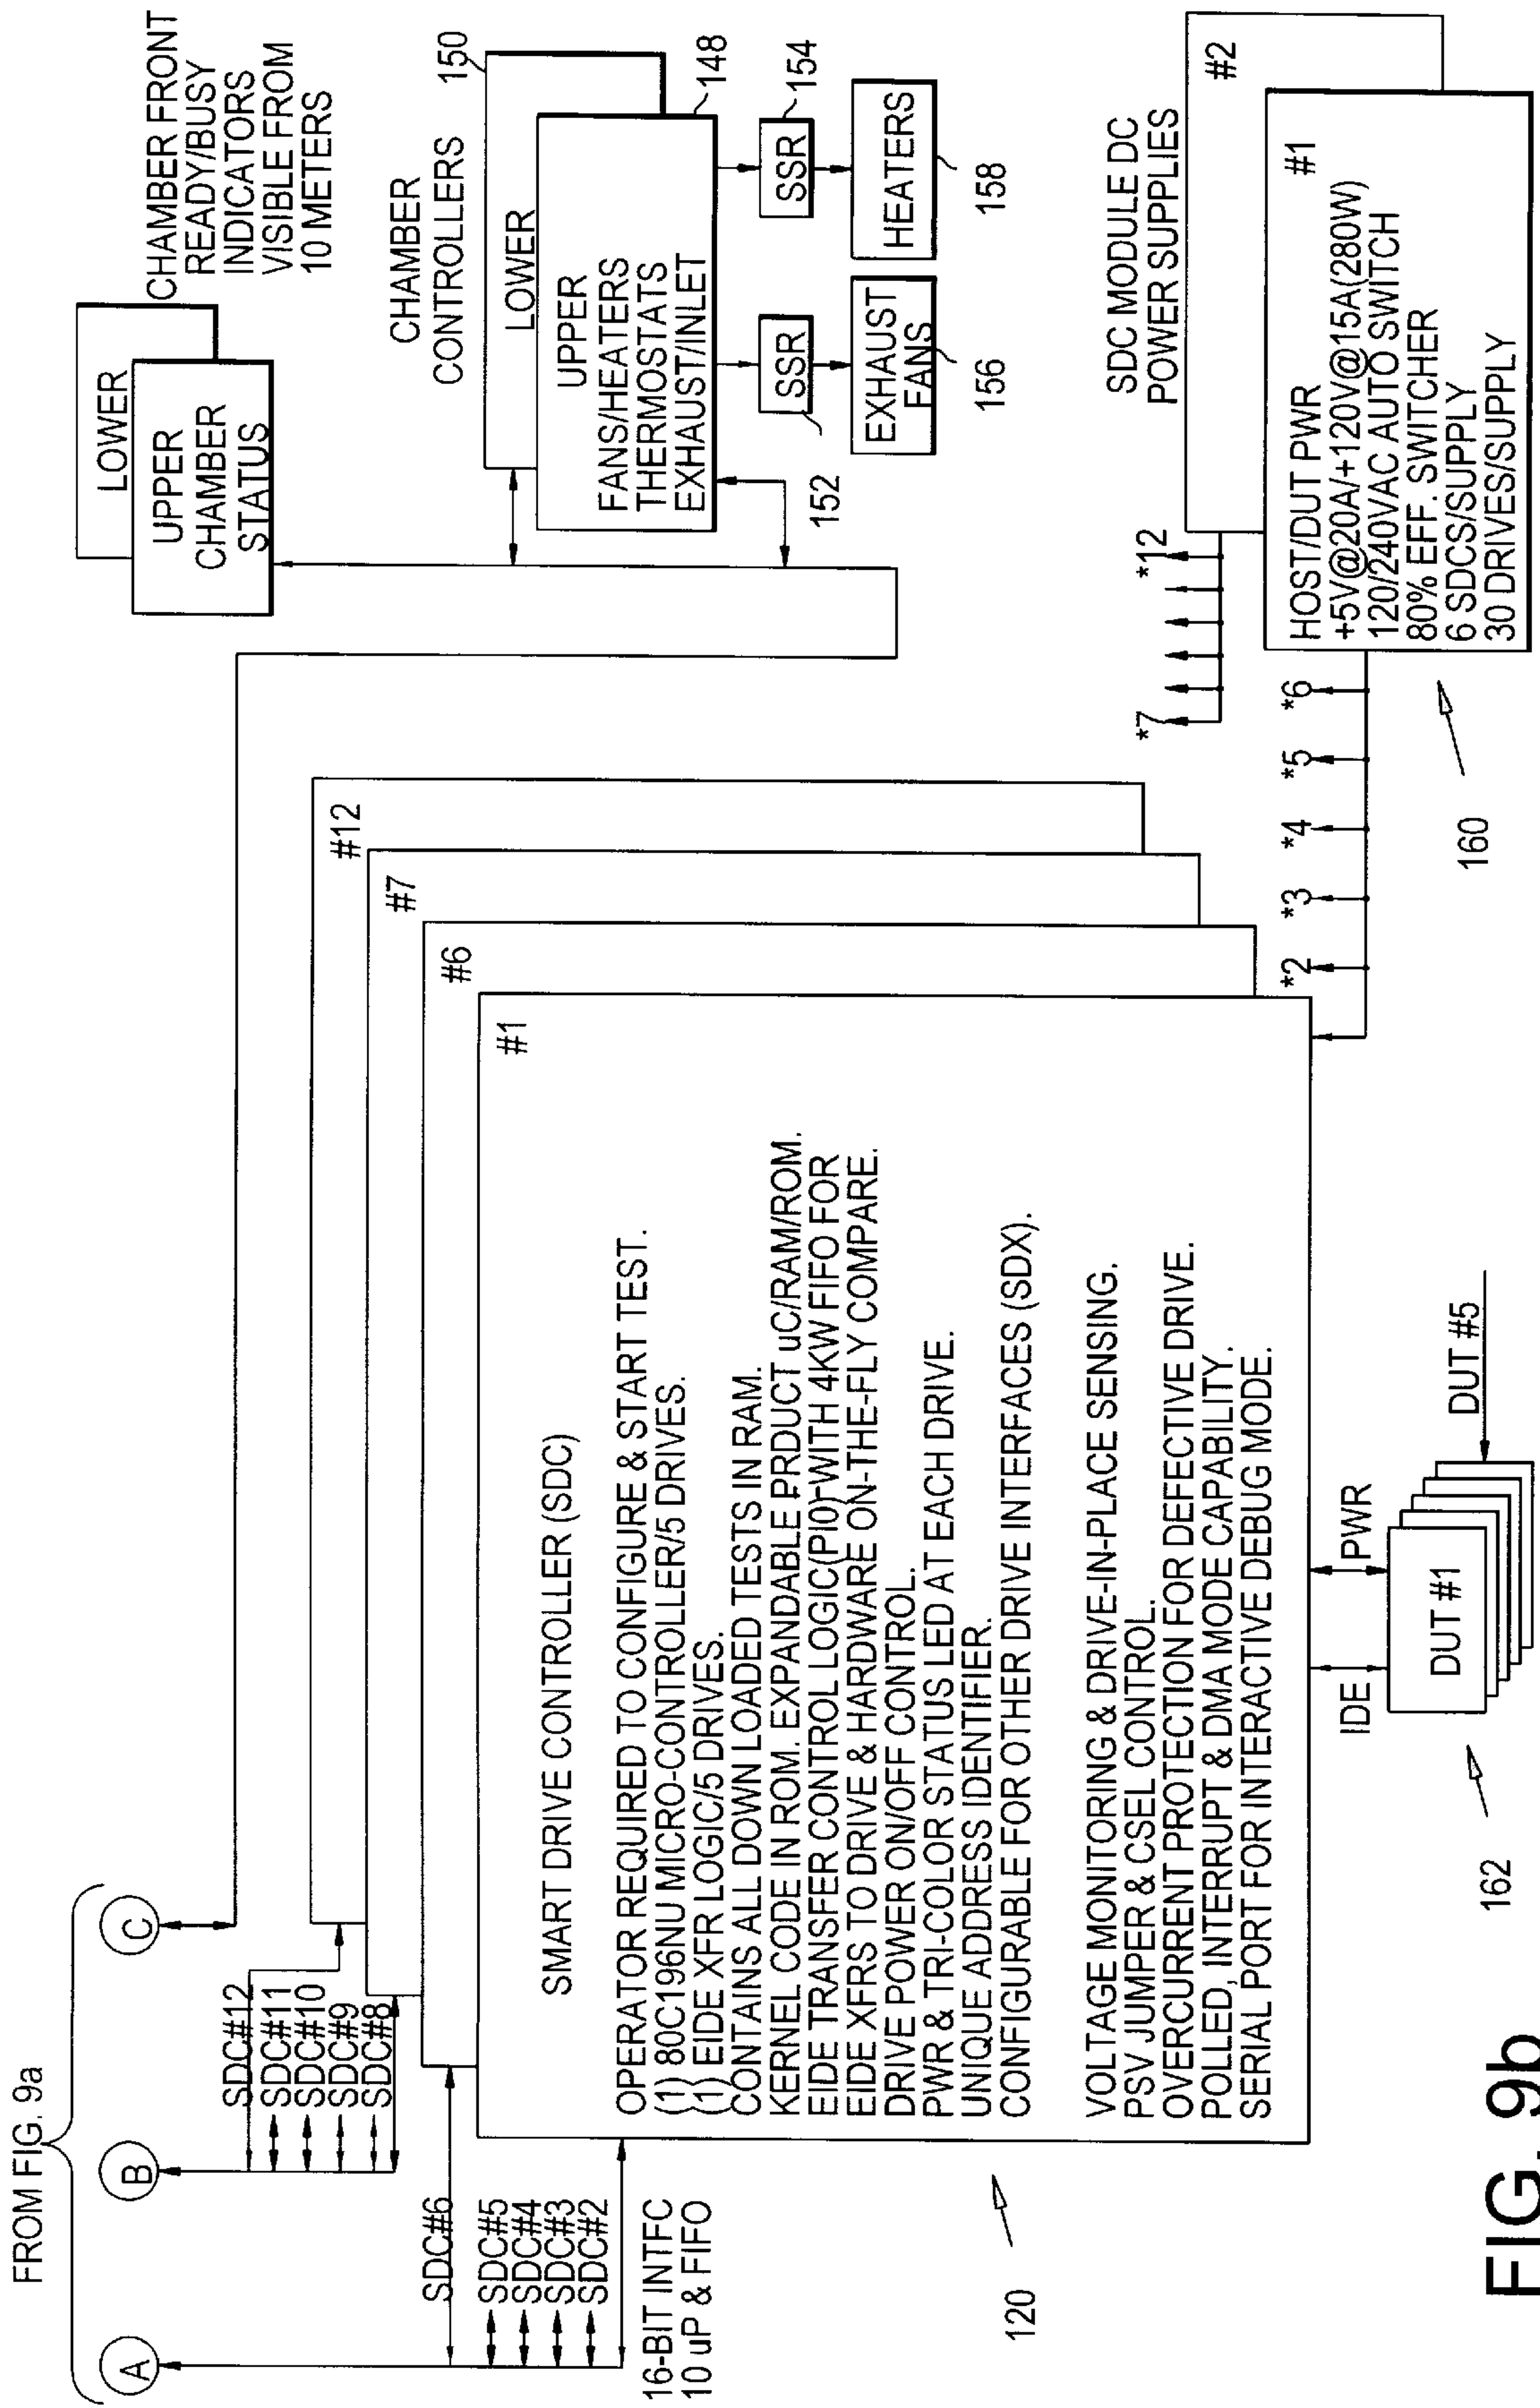 FROM FIG. 9a
A
B
C
SDC#12
SDC#11
SDC#10
SDC#9
SDC#8
SDC#6
SDC#5
SDC#4
SDC#3
SDC#2
16-BIT INTFC
10 uP & FIFO
120
#12
#7
#6
#1
SMART DRIVE CONTROLLER (SDC)
OPERATOR REQUIRED TO CONFIGURE & START TEST.
(1) 80C196NU MICRO-CONTROLLER/5 DRIVES.
(1) EIDE XFR LOGIC/5 DRIVES.
CONTAINS ALL DOWN LOADED TESTS IN RAM.
KERNEL CODE IN ROM. EXPANDABLE PRDUCT uC/RAM/ROM.
EIDE TRANSFER CONTROL LOGIC(PI0)-WITH 4KW FIFO FOR
EIDE XFRS TO DRIVE & HARDWARE ON-THE-FLY COMPARE.
DRIVE POWER ON/OFF CONTROL.
PWR & TRI-COLOR STATUS LED AT EACH DRIVE.
UNIQUE ADDRESS IDENTIFIER.
CONFIGURABLE FOR OTHER DRIVE INTERFACES (SDX).
VOLTAGE MONITORING & DRIVE-IN-PLACE SENSING.
PSV JUMPER & CSEL CONTROL.
OVERCURRENT PROTECTION FOR DEFECTIVE DRIVE.
POLLED, INTERRUPT & DMA MODE CAPABILITY.
SERIAL PORT FOR INTERACTIVE DEBUG MODE.
IDE
PWR
DUT #1
DUT #5
162
LOWER
UPPER
CHAMBER
STATUS
CHAMBER FRONT
READY/BUSY
INDICATORS
VISIBLE FROM
10 METERS
CHAMBER
CONTROLLERS
150
LOWER
UPPER
FANS/HEATERS
THERMOSTATS
EXHAUST/INLET
148
SSR
152
SSR
154
EXHAUST
FANS
156
HEATERS
158
SDC MODULE DC
POWER SUPPLIES
#2
*7
*12
#1
HOST/DUT PWR
+5V@20A/+120V@15A(280W)
120/240VAC AUTO SWITCH
80% EFF. SWITCHER
6 SDCS/SUPPLY
30 DRIVES/SUPPLY
*2
*3
*4
*5
*6
160
FIG. 9b